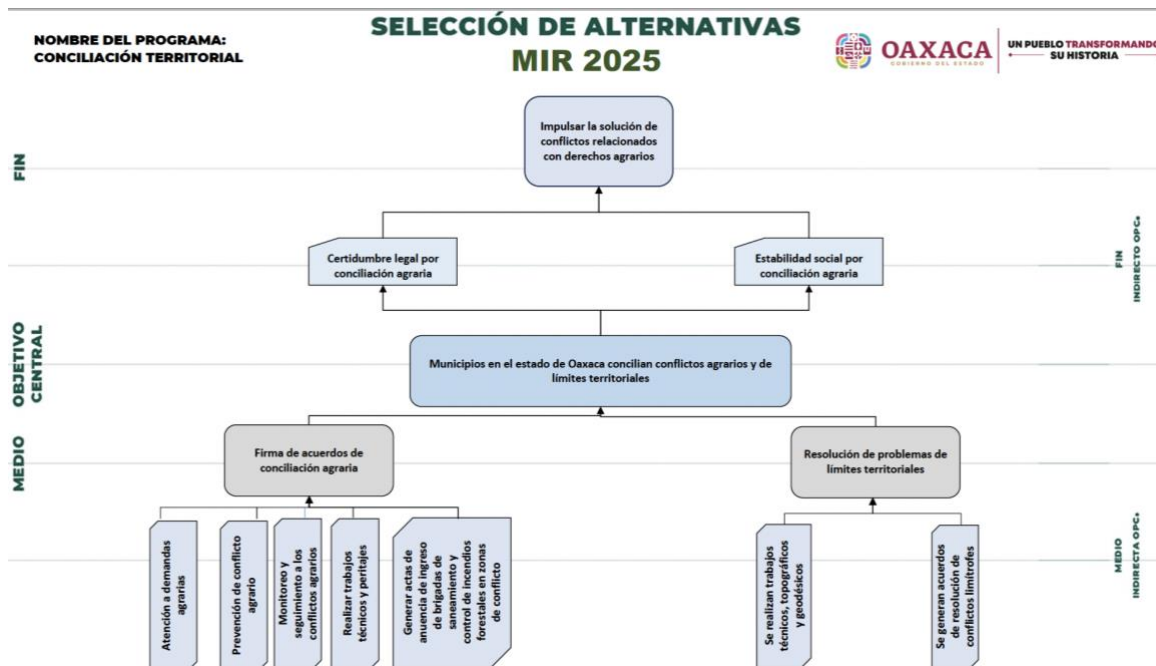 NOMBRE DEL PROGRAMA:
CONCILIACIÓN TERRITORIAL
SELECCIÓN DE ALTERNATIVAS
MIR 2025
OAXACA
GOBIERNO DEL ESTADO
UN PUEBLO TRANSFORMANDO
SU HISTORIA
FIN
Impulsar la solución de
conflictos relacionados
con derechos agrarios
Certidumbre legal por
conciliación agraria
Estabilidad social por
conciliación agraria
FIN
INDIRECTO OPC.
OBJETIVO
CENTRAL
Municipios en el estado de Oaxaca concilian conflictos agrarios y de
límites territoriales
MEDIO
Firma de acuerdos de
conciliación agraria
Resolución de problemas de
límites territoriales
MEDIO
INDIRECTA OPC.
Atención a demandas
agrarias
Prevención de conflicto
agrario
Monitoreo y
seguimiento a los
conflictos agrarios
Realizar trabajos
técnicos y peritajes
Generar actas de
anuencia de ingreso
de brigadas de
saneamiento y
control de incendios
forestales en zonas
de conflicto
Se realizan trabajos
técnicos, topográficos
y geodésicos
Se generan acuerdos
de resolución de
conflictos limítrofes